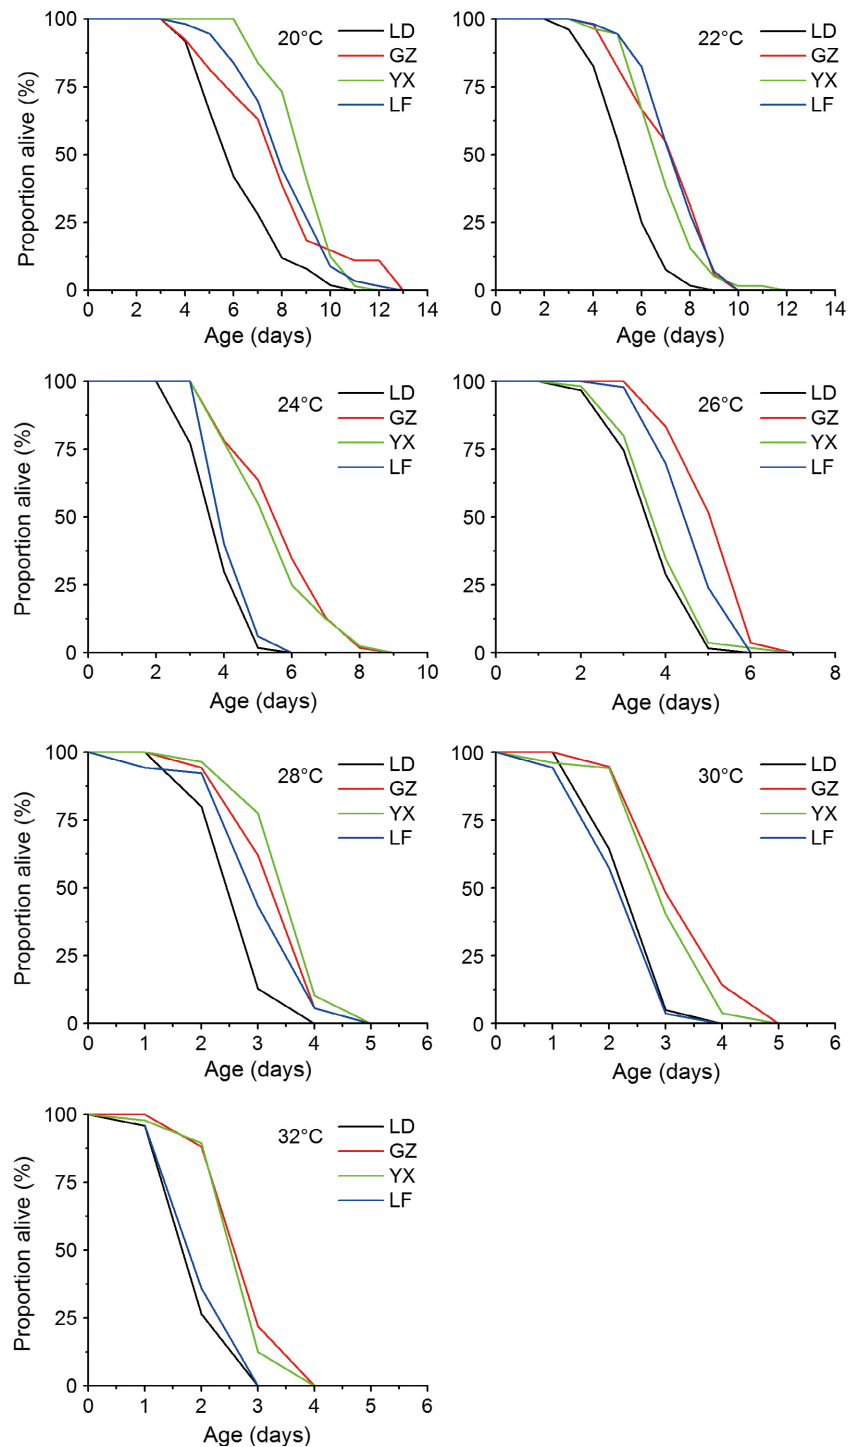 100
75
50
25
0
Proportion alive (%)
20°C
LD
GZ
YX
LF
0 2 4 6 8 10 12 14
Age (days)
100
75
50
25
0
22°C
LD
GZ
YX
LF
0 2 4 6 8 10 12 14
Age (days)
100
75
50
25
0
Proportion alive (%)
24°C
LD
GZ
YX
LF
0 2 4 6 8 10
Age (days)
100
75
50
25
0
26°C
LD
GZ
YX
LF
0 2 4 6 8
Age (days)
100
75
50
25
0
Proportion alive (%)
28°C
LD
GZ
YX
LF
0 1 2 3 4 5 6
Age (days)
100
75
50
25
0
30°C
LD
GZ
YX
LF
0 1 2 3 4 5 6
Age (days)
100
75
50
25
0
Proportion alive (%)
32°C
LD
GZ
YX
LF
0 1 2 3 4 5 6
Age (days)